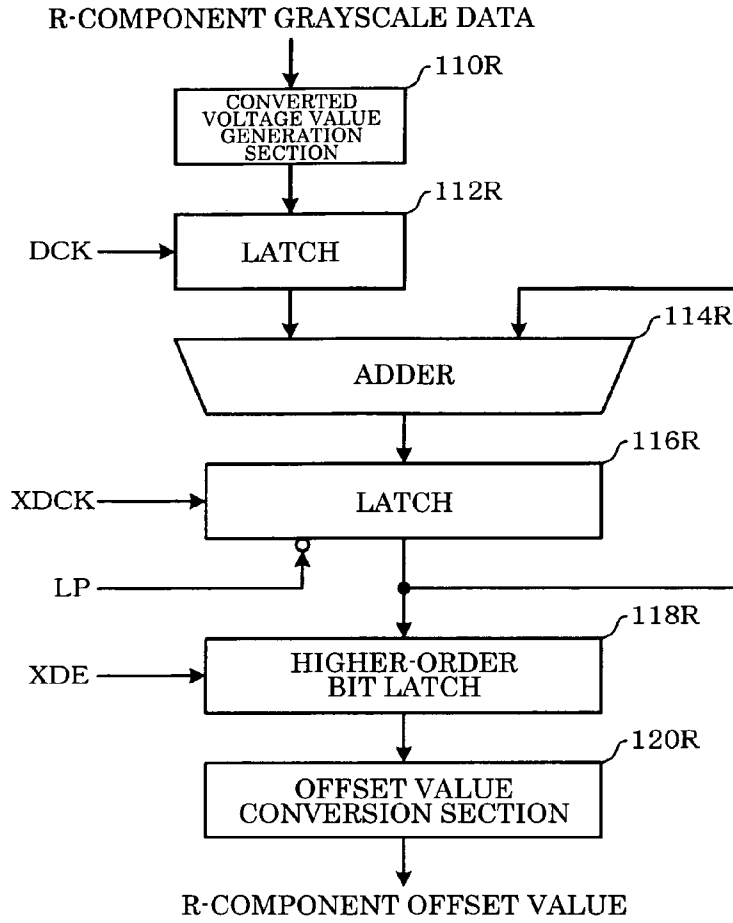 R-COMPONENT GRAYSCALE DATA
110R
CONVERTED
VOLTAGE VALUE
GENERATION
SECTION
112R
DCK
LATCH
114R
ADDER
116R
XDCK
LATCH
LP
118R
XDE
HIGHER-ORDER
BIT LATCH
120R
OFFSET VALUE
CONVERSION SECTION
R-COMPONENT OFFSET VALUE